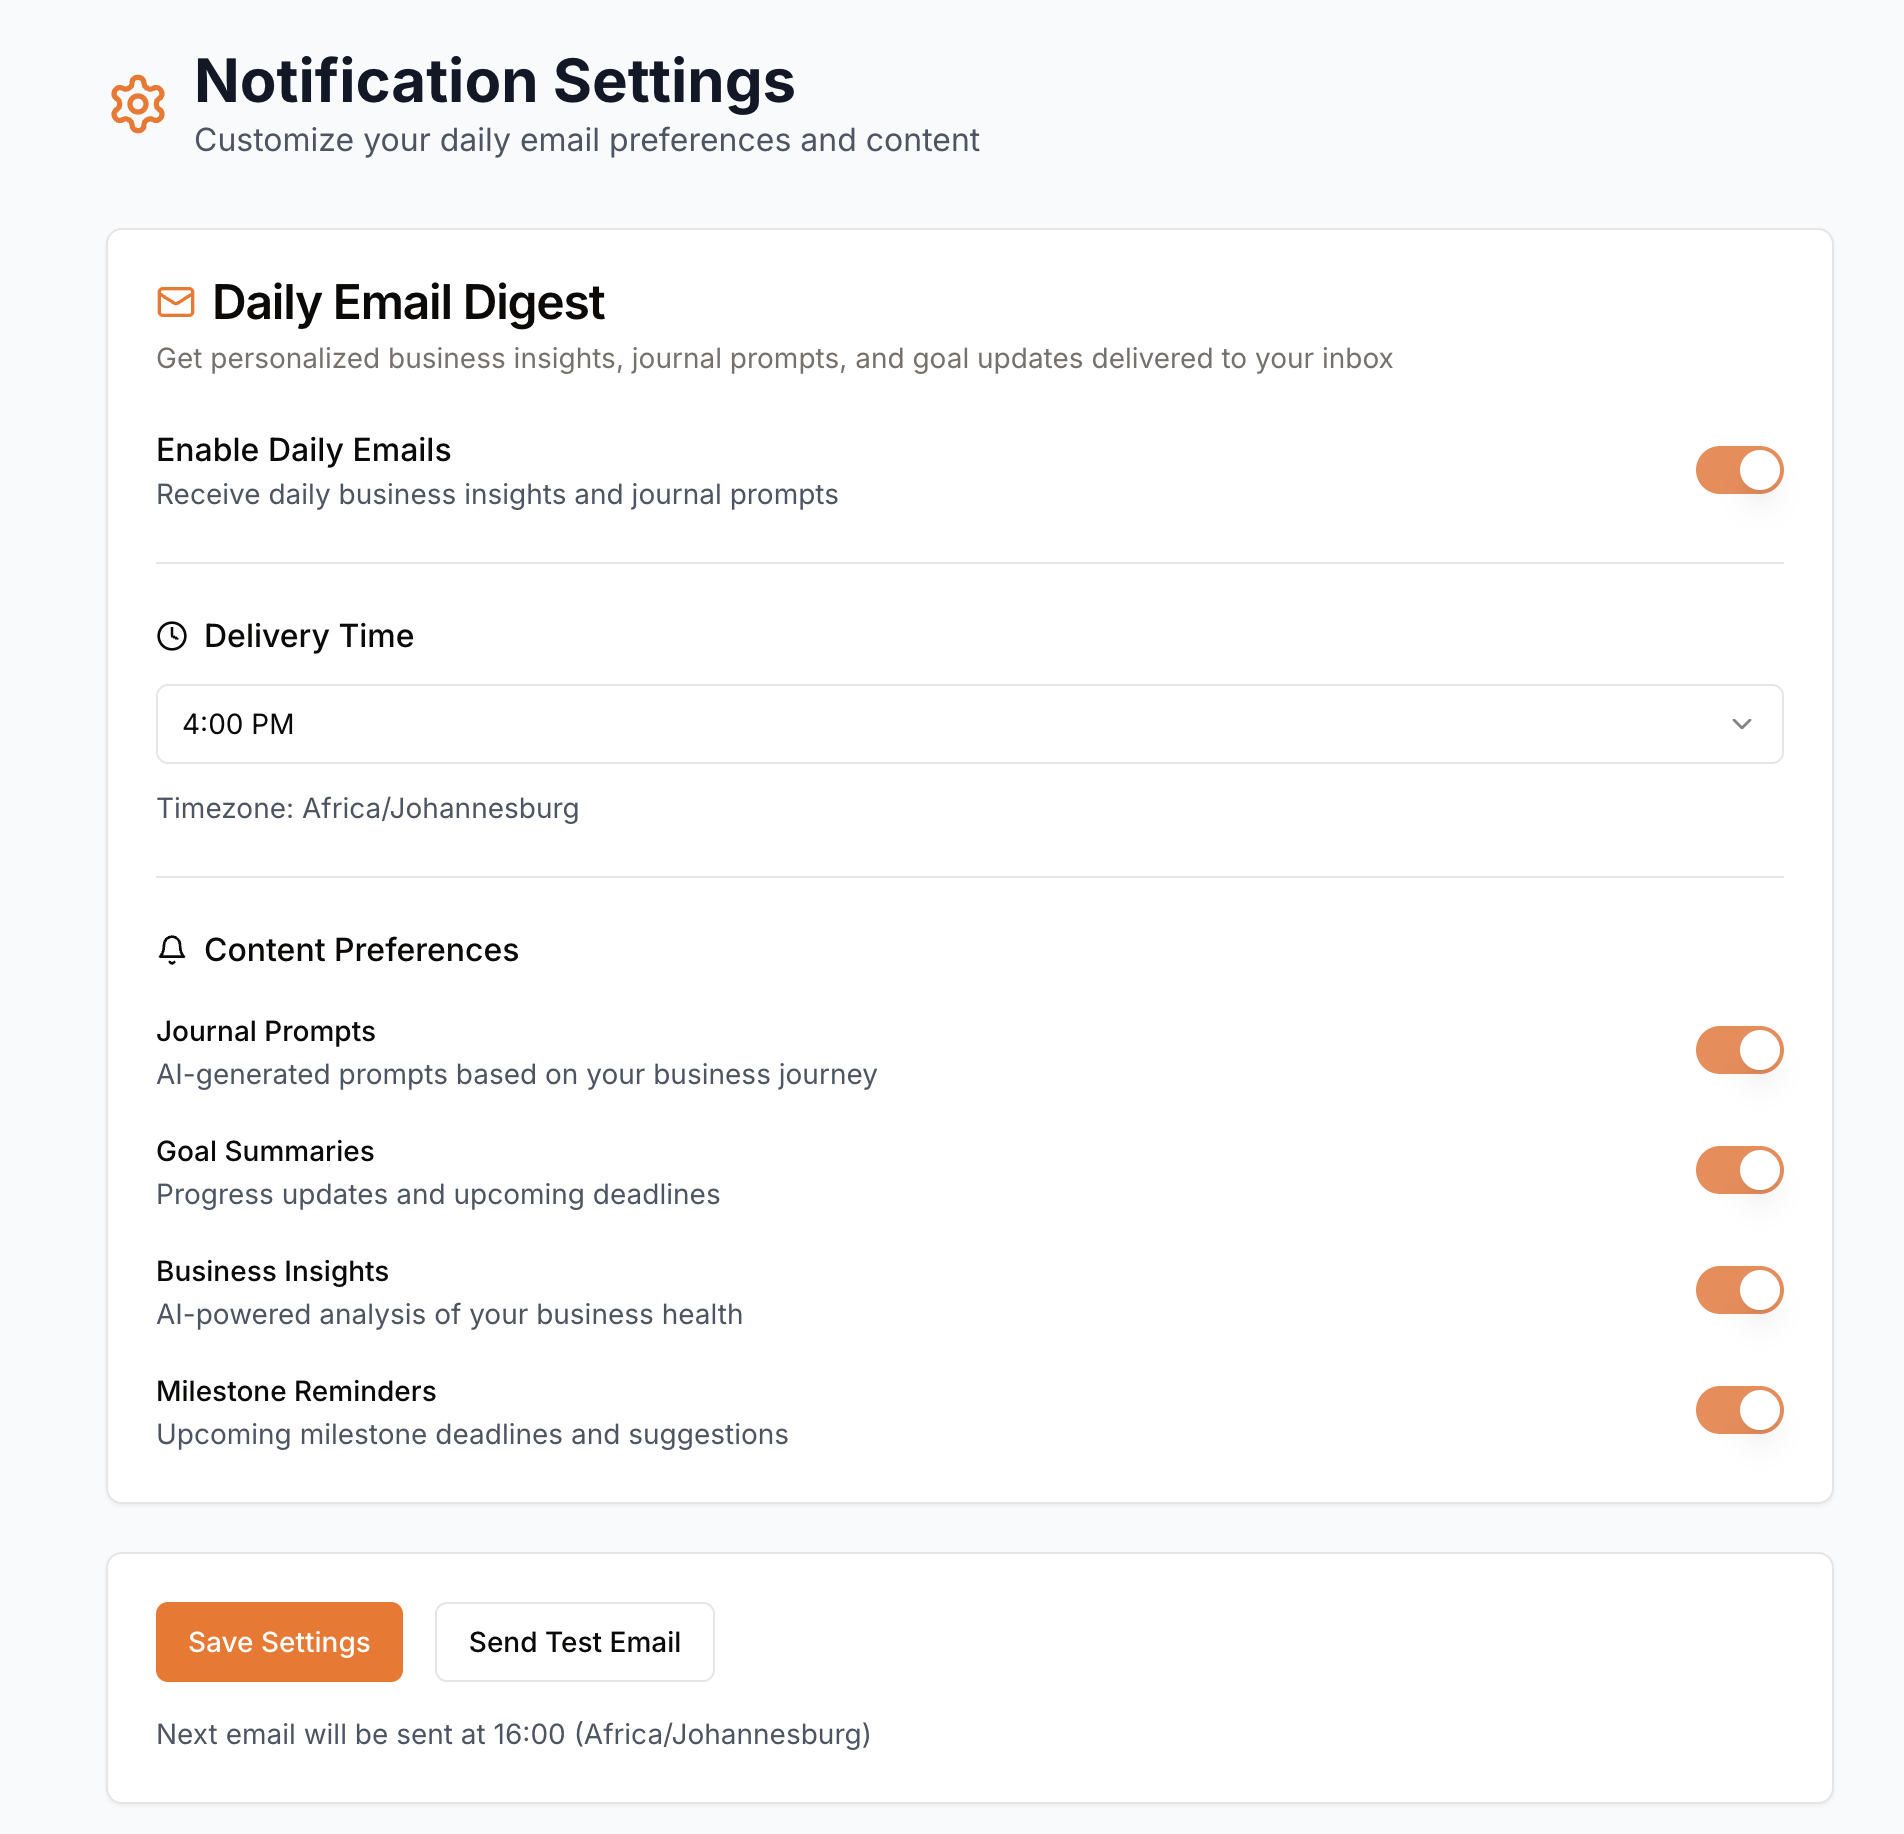 Notification Settings
Customize your daily email preferences and content
Daily Email Digest
Get personalized business insights, journal prompts, and goal updates delivered to your inbox
Enable Daily Emails
Receive daily business insights and journal prompts
Delivery Time
4:00 PM
Timezone: Africa/Johannesburg
Content Preferences
Journal Prompts
AI-generated prompts based on your business journey
Goal Summaries
Progress updates and upcoming deadlines
Business Insights
AI-powered analysis of your business health
Milestone Reminders
Upcoming milestone deadlines and suggestions
Save Settings
Send Test Email
Next email will be sent at 16:00 (Africa/Johannesburg)